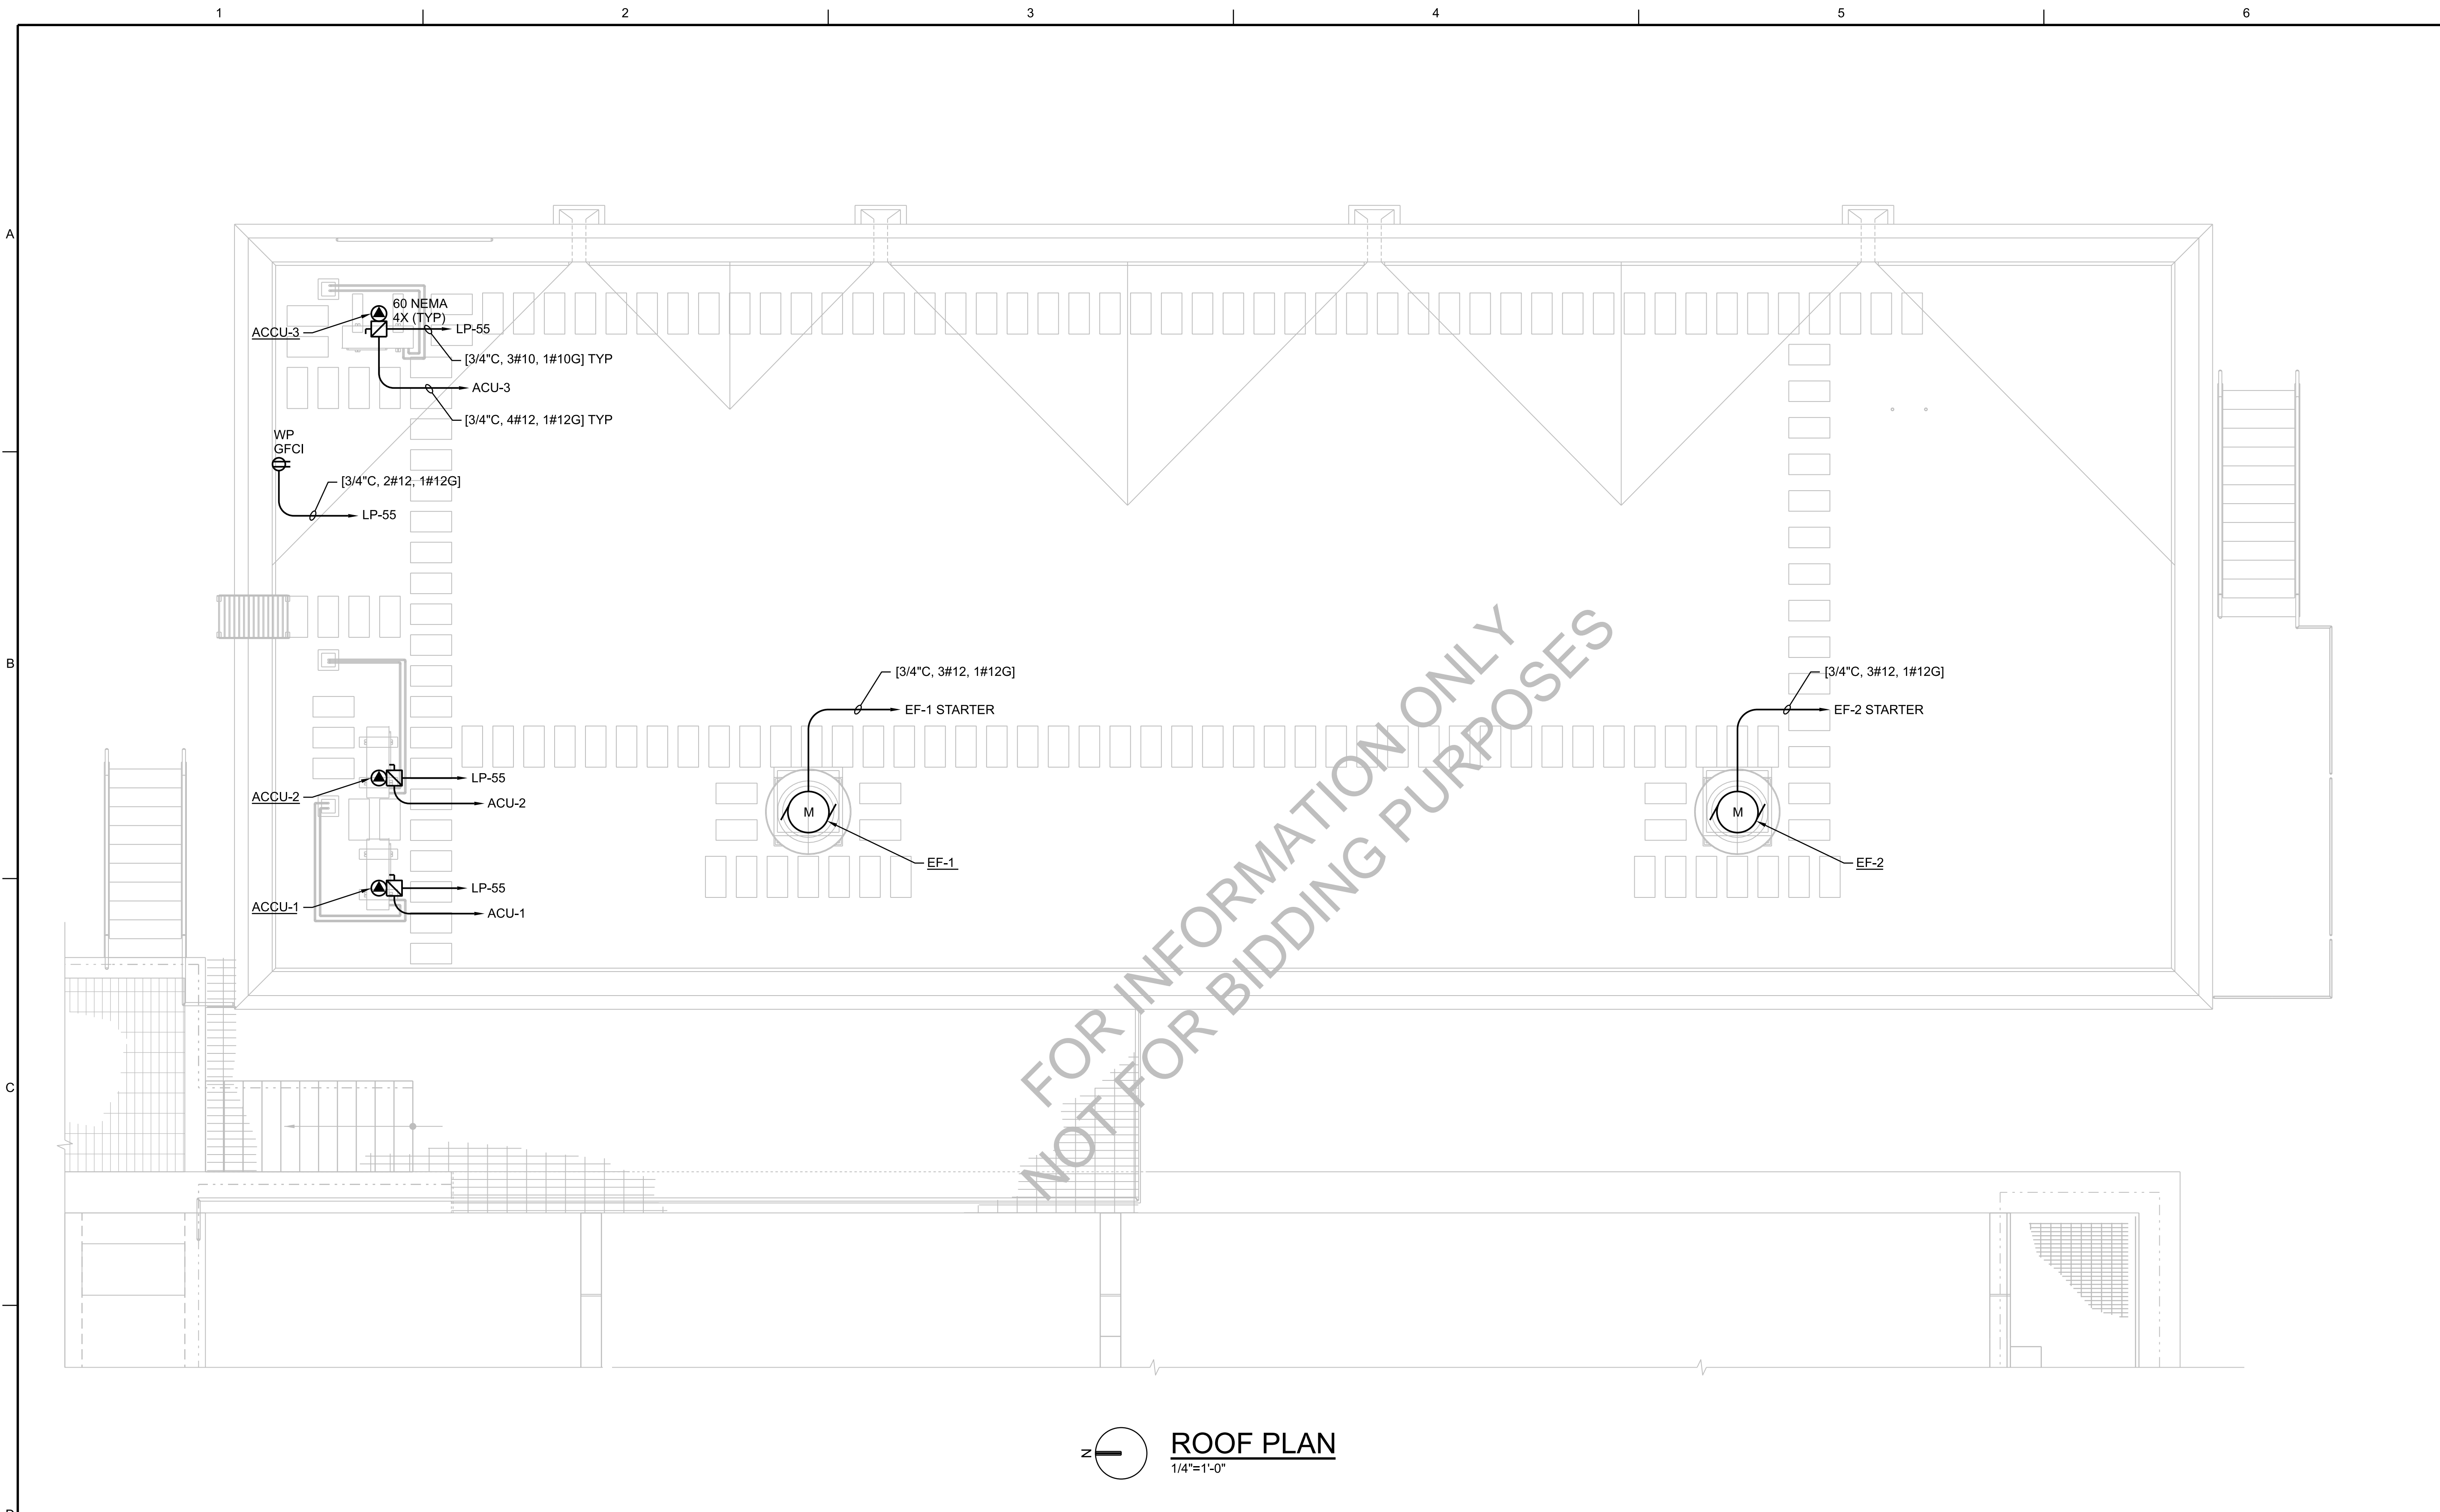 1 2 3 4 5 6
A
60 NEMA
4X (TYP)
ACCU-3
LP-55
[3/4"C, 3#10, 1#10G] TYP
ACU-3
[3/4"C, 4#12, 1#12G] TYP
WP
GFCI
[3/4"C, 2#12, 1#12G]
LP-55
B
[3/4"C, 3#12, 1#12G]
EF-1 STARTER
[3/4"C, 3#12, 1#12G]
EF-2 STARTER
LP-55
ACCU-2
ACU-2
M
M
EF-1
EF-2
LP-55
ACCU-1
ACU-1
FOR INFORMATION ONLY
NOT FOR BIDDING PURPOSES
C
N
ROOF PLAN
1/4"=1'-0"